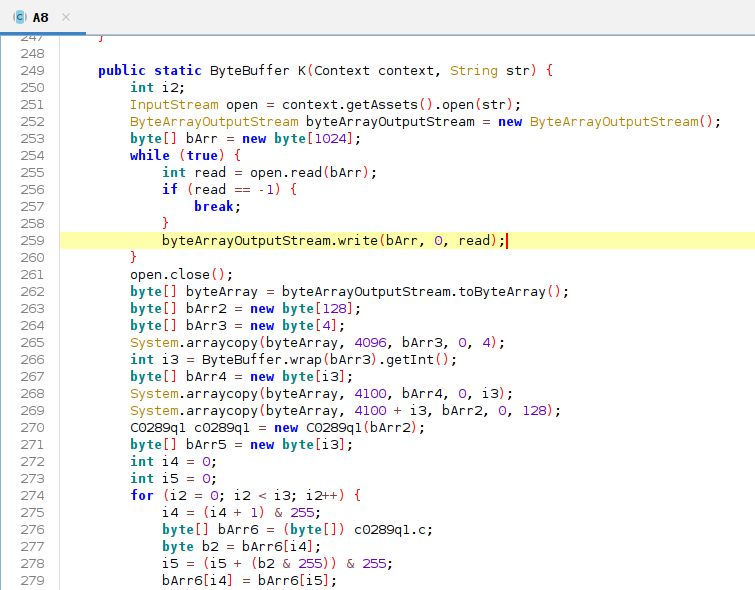 A8
247 }
248
249 public static ByteBuffer K(Context context, String str) {
250 int i2;
251 InputStream open = context.getAssets().open(str);
252 ByteArrayOutputStream byteArrayOutputStream = new ByteArrayOutputStream();
253 byte[] bArr = new byte[1024];
254 while (true) {
255 int read = open.read(bArr);
256 if (read == -1) {
257 break;
258 }
259 byteArrayOutputStream.write(bArr, 0, read);
260 }
261 open.close();
262 byte[] byteArray = byteArrayOutputStream.toByteArray();
263 byte[] bArr2 = new byte[128];
264 byte[] bArr3 = new byte[4];
265 System.arraycopy(byteArray, 4096, bArr3, 0, 4);
266 int i3 = ByteBuffer.wrap(bArr3).getInt();
267 byte[] bArr4 = new byte[i3];
268 System.arraycopy(byteArray, 4100, bArr4, 0, i3);
269 System.arraycopy(byteArray, 4100 + i3, bArr2, 0, 128);
270 C0289q1 c0289q1 = new C0289q1(bArr2);
271 byte[] bArr5 = new byte[i3];
272 int i4 = 0;
273 int i5 = 0;
274 for (i2 = 0; i2 < i3; i2++) {
275 i4 = (i4 + 1) & 255;
276 byte[] bArr6 = (byte[]) c0289q1.c;
277 byte b2 = bArr6[i4];
278 i5 = (i5 + (b2 & 255)) & 255;
279 bArr6[i4] = bArr6[i5];